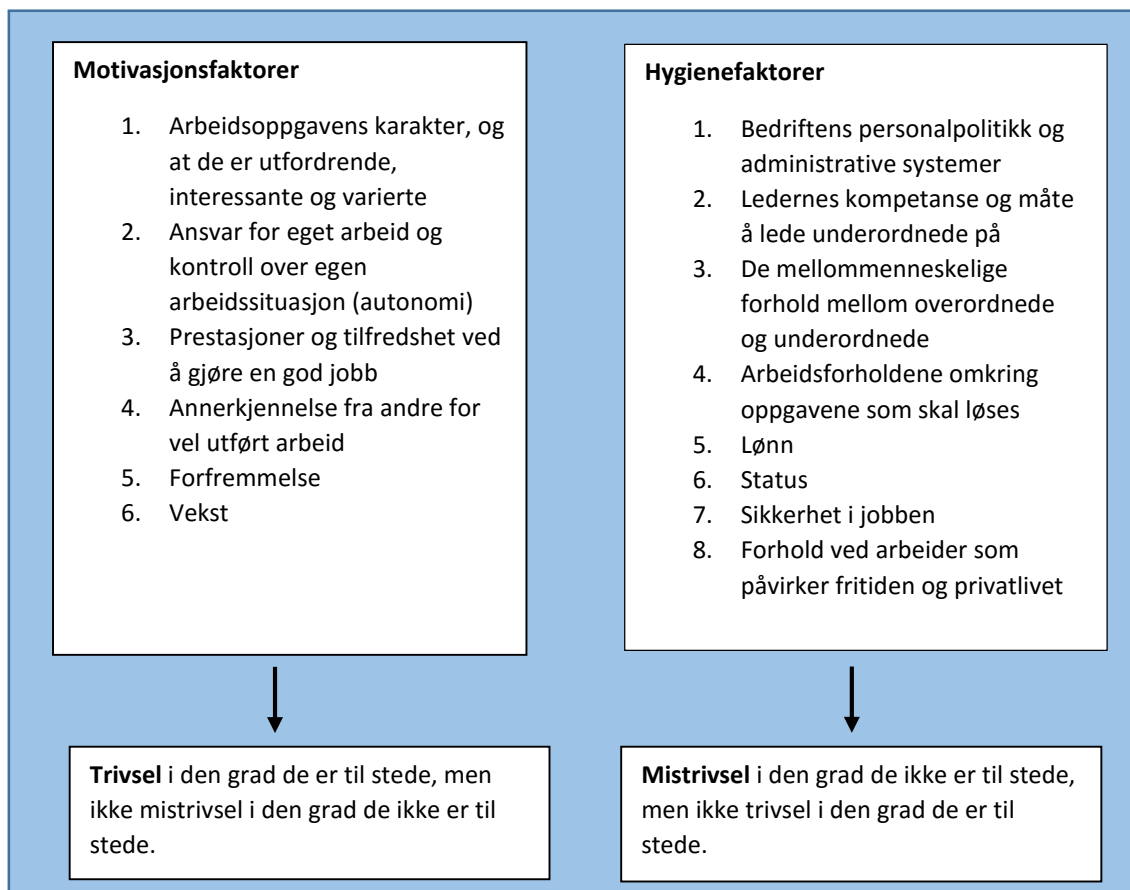 Motivasjonsfaktorer
1. Arbeidsoppgavens karakter, og
at de er utfordrende,
interessante og varierte
2. Ansvar for eget arbeid og
kontroll over egen
arbeidssituasjon (autonomi)
3. Prestasjoner og tilfredshet ved
å gjøre en god jobb
4. Annerkjennelse fra andre for
vel utført arbeid
5. Forfremmelse
6. Vekst
Hygienefaktorer
1. Bedriftens personalpolitikk og
administrative systemer
2. Ledernes kompetanse og måte
å lede underordnede på
3. De mellommenneskelige
forhold mellom overordnede
og underordnede
4. Arbeidsforholdene omkring
oppgavene som skal løses
5. Lønn
6. Status
7. Sikkerhet i jobben
8. Forhold ved arbeider som
påvirker fritiden og privatlivet
Trivsel i den grad de er til stede, men
ikke mistrivsel i den grad de ikke er til
stede.
Mistrivsel i den grad de ikke er til stede,
men ikke trivsel i den grad de er til
stede.